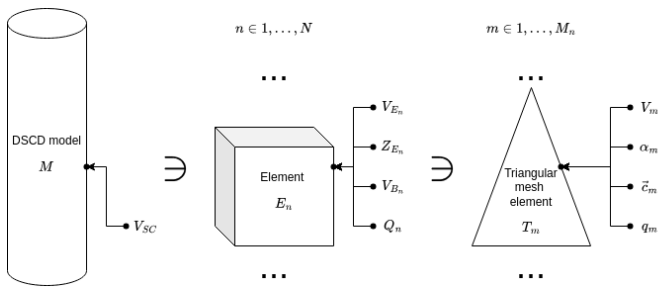 n ∈ 1, …, N
m ∈ 1, …, M_n
...
...
DSCD model
M
V_SC
∋
Element
E_n
V_{E_n}
Z_{E_n}
V_{B_n}
Q_n
∋
Triangular
mesh
element
T_m
V_m
α_m
\vec{c}_m
q_m
...
...